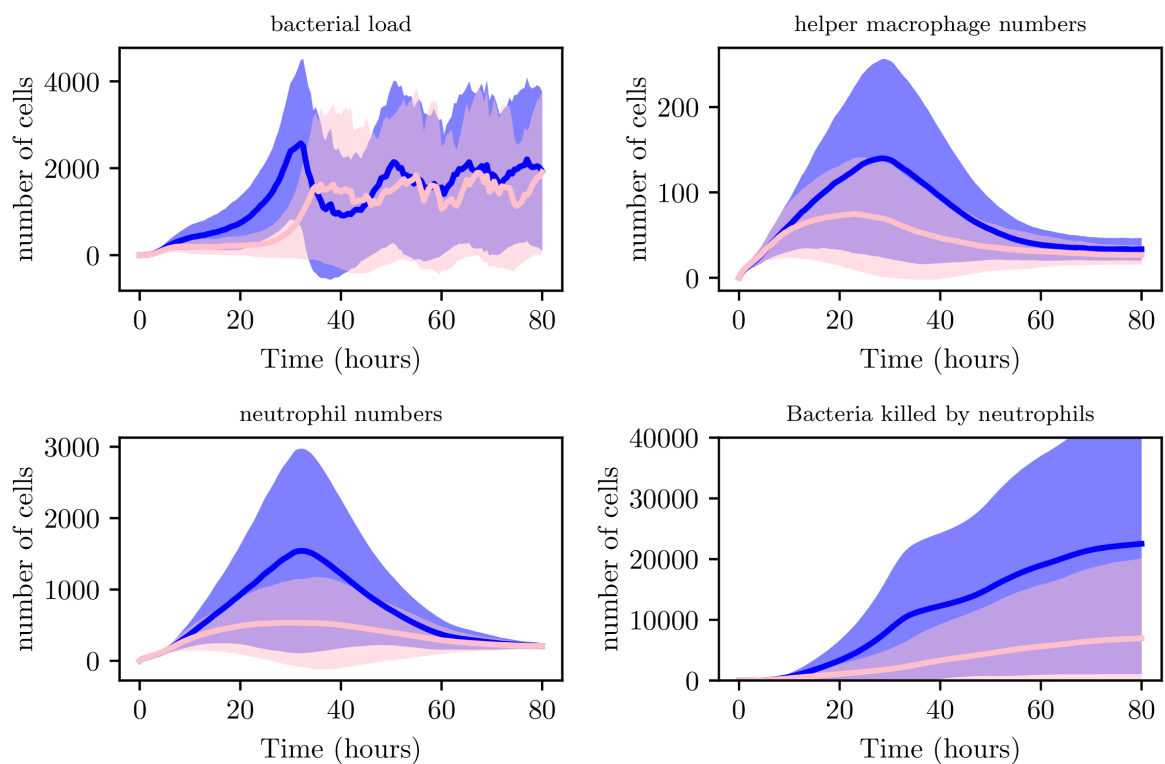 bacterial load
number of cells
4000
2000
0
0 20 40 60 80
Time (hours)
helper macrophage numbers
number of cells
200
100
0
0 20 40 60 80
Time (hours)
neutrophil numbers
number of cells
3000
2000
1000
0
0 20 40 60 80
Time (hours)
Bacteria killed by neutrophils
number of cells
40000
30000
20000
10000
0
0 20 40 60 80
Time (hours)